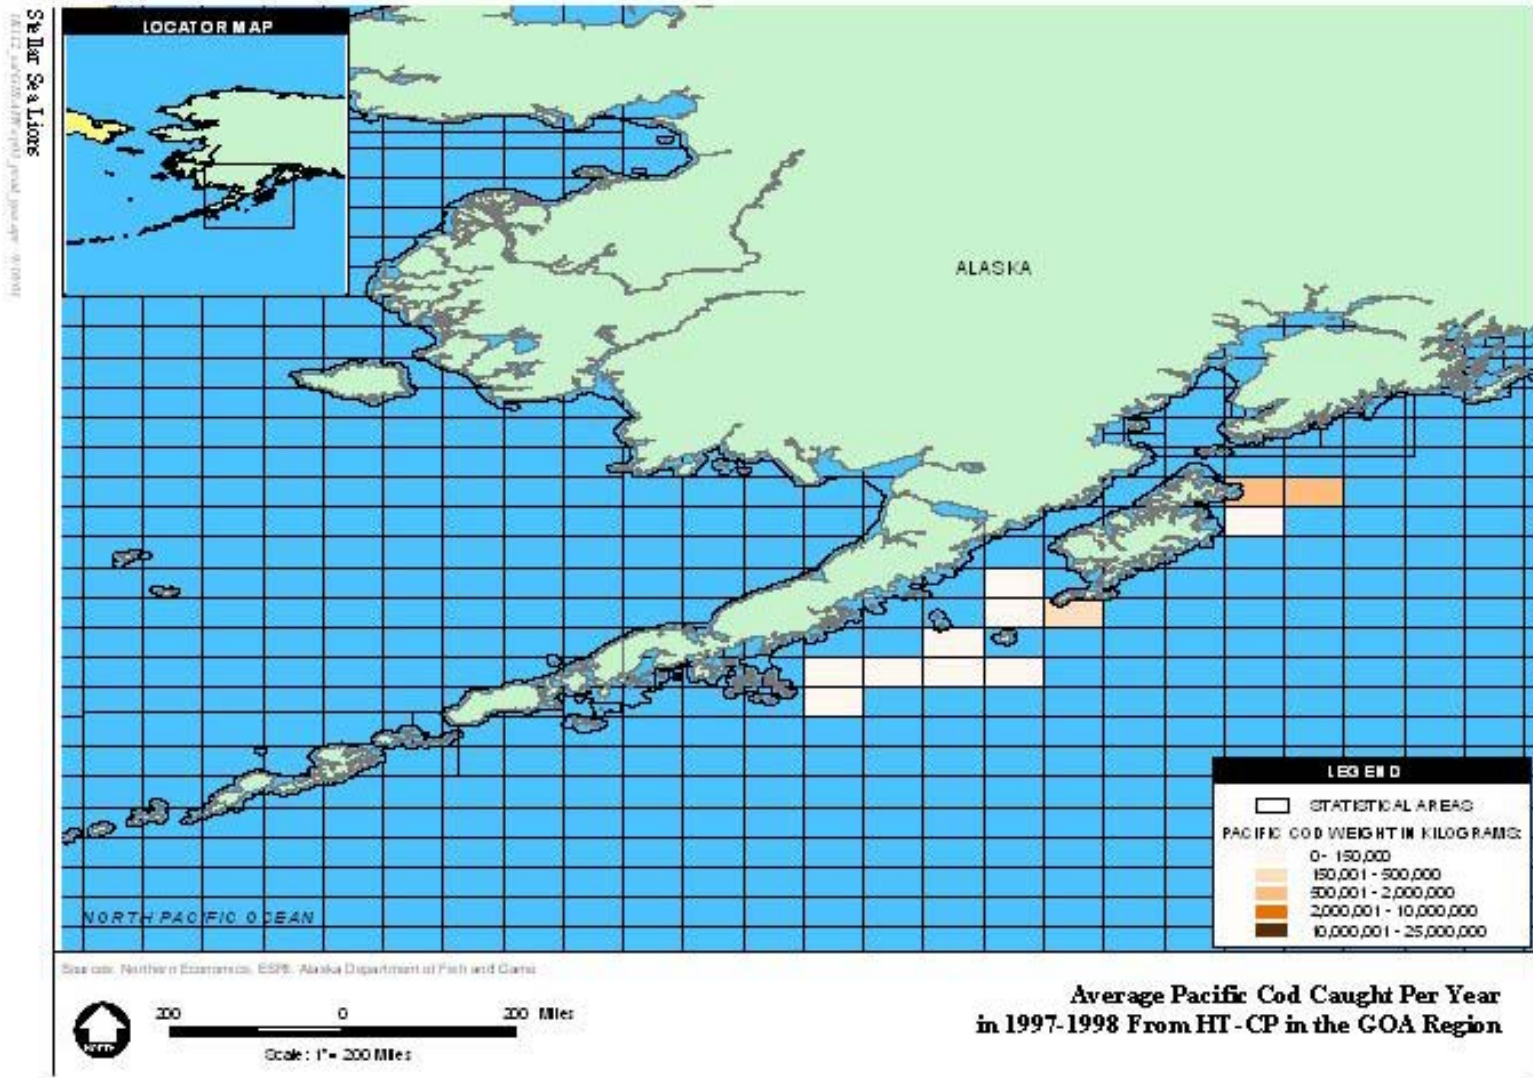 Stellar Sea Lions
LOCATOR MAP
ALASKA
NORTH PACIFIC OCEAN
LEGEND
STATISTICAL AREAS
PACIFIC COD WEIGHT IN KILOGRAMS:
0 - 150,000
150,001 - 500,000
500,001 - 2,000,000
2,000,001 - 10,000,000
10,000,001 - 25,000,000
Sources: Northern Economics, ESRI, Alaska Department of Fish and Game
NORTH
200 0 200 Miles
Scale: 1" = 200 Miles
Average Pacific Cod Caught Per Year
in 1997-1998 From HT-CP in the GOA Region